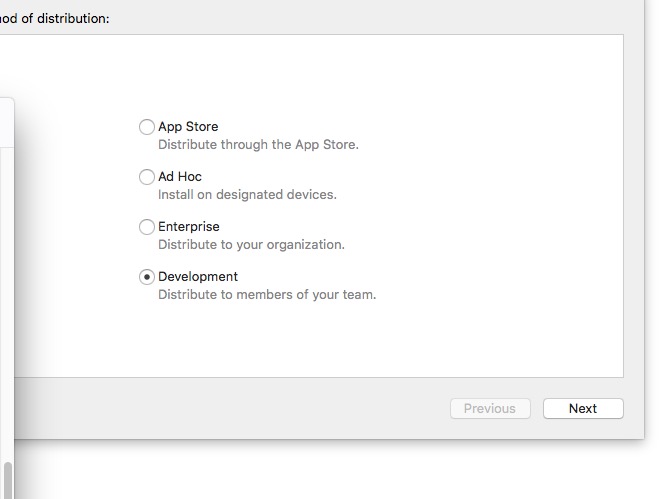 of distribution:
App Store
Distribute through the App Store.
Ad Hoc
Install on designated devices.
Enterprise
Distribute to your organization.
Development
Distribute to members of your team.
Previous
Next